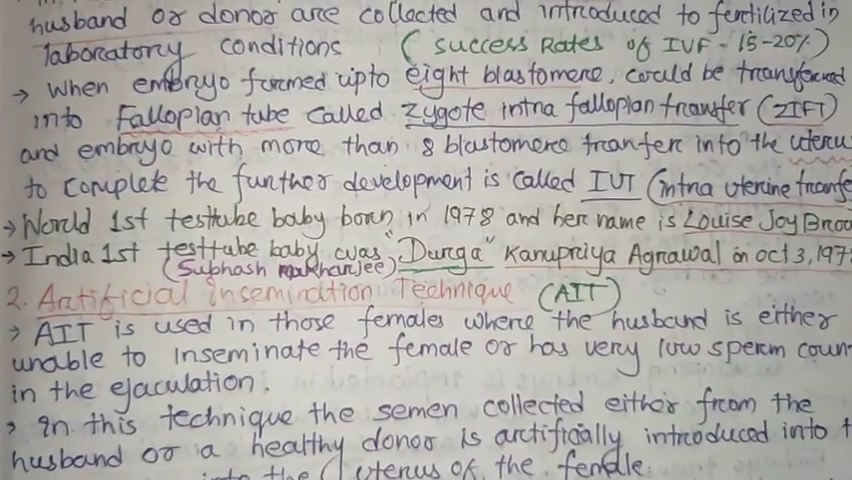 husband or donor are collected and introduced to fertilized in
laboratory conditions (success Rates of IVF - 15-20%)
→ When embryo formed upto eight blastomere, could be transferred
into Fallopian tube called zygote intra fallopian transfer (ZIFT)
and embryo with more than 8 blastomere tranfer into the uteru
to complete the further development is called IUT (intra uterine transfe
→ World 1st testtube baby born in 1978 and her name is Louise Joy Brow
→ India 1st testtube baby was "Durga" Kanupriya Agrawal on oct 3, 197
(Subhash makharjee)
2. Artificial insemination Technique (AIT)
→ AIT is used in those females where the husband is either
unable to inseminate the female or has very low sperm coun
in the ejaculation.
→ In this technique the semen collected either from the
husband or a healthy donor is artificially introduced into t
into the uterus of the female.